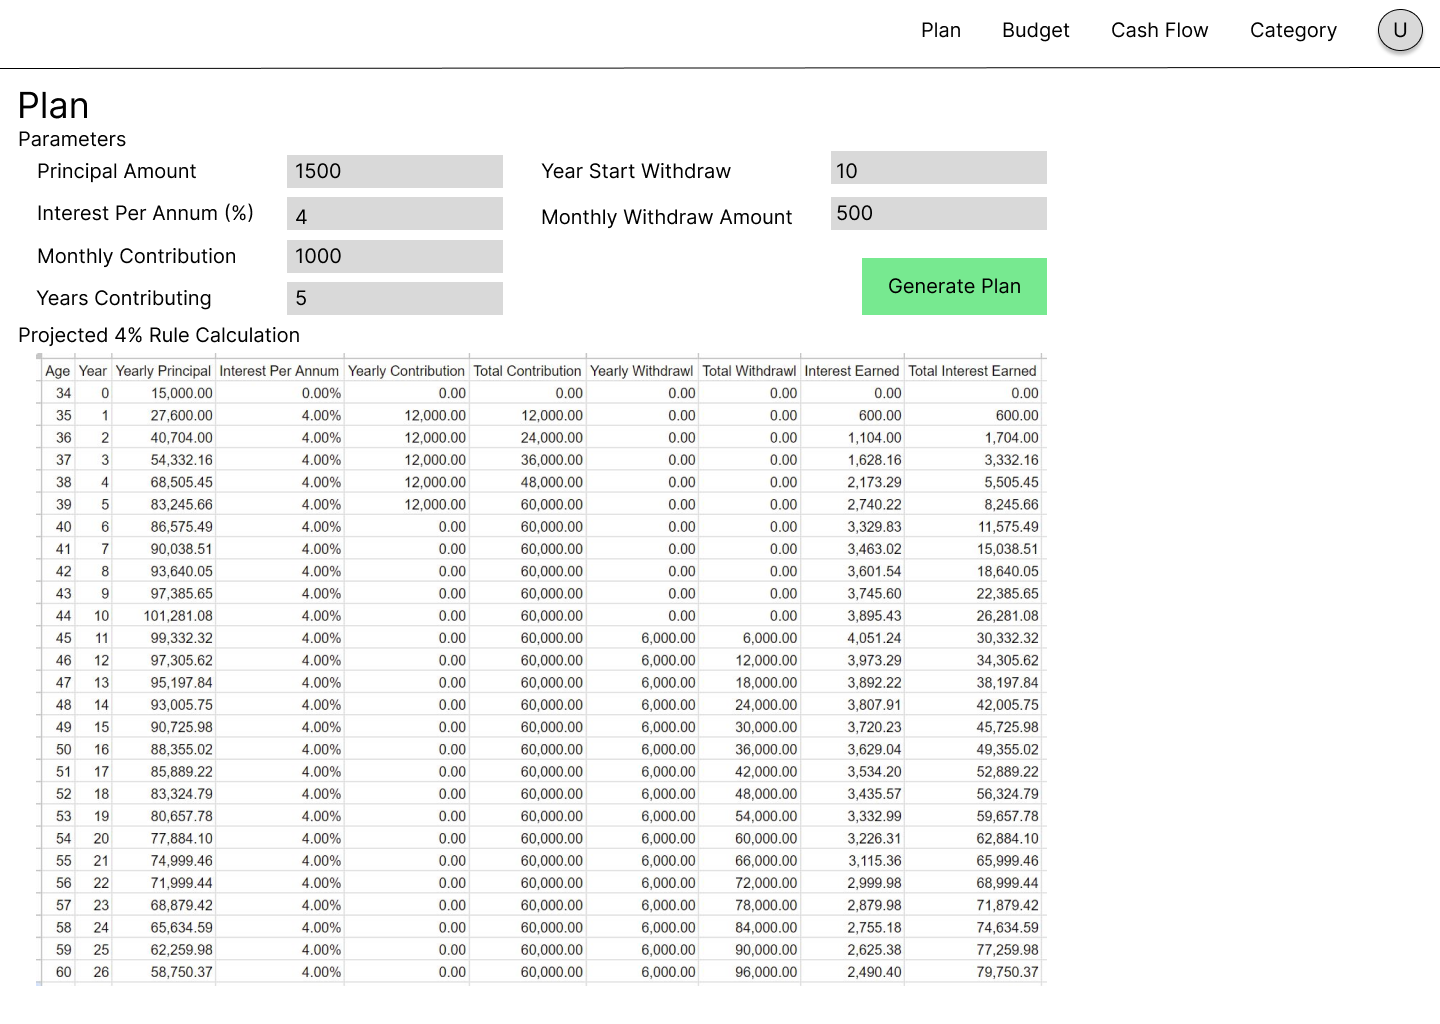 Plan Budget Cash Flow Category U
Plan
Parameters
Principal Amount 1500 Year Start Withdraw 10
Interest Per Annum (%) 4 Monthly Withdraw Amount 500
Monthly Contribution 1000
Generate Plan
Years Contributing 5
Projected 4% Rule Calculation
Age Year Yearly Principal Interest Per Annum Yearly Contribution Total Contribution Yearly Withdrawl Total Withdrawl Interest Earned Total Interest Earned
34 0 15,000.00 0.00% 0.00 0.00 0.00 0.00 0.00 0.00
35 1 27,600.00 4.00% 12,000.00 12,000.00 0.00 0.00 600.00 600.00
36 2 40,704.00 4.00% 12,000.00 24,000.00 0.00 0.00 1,104.00 1,704.00
37 3 54,332.16 4.00% 12,000.00 36,000.00 0.00 0.00 1,628.16 3,332.16
38 4 68,505.45 4.00% 12,000.00 48,000.00 0.00 0.00 2,173.29 5,505.45
39 5 83,245.66 4.00% 12,000.00 60,000.00 0.00 0.00 2,740.22 8,245.66
40 6 86,575.49 4.00% 0.00 60,000.00 0.00 0.00 3,329.83 11,575.49
41 7 90,038.51 4.00% 0.00 60,000.00 0.00 0.00 3,463.02 15,038.51
42 8 93,640.05 4.00% 0.00 60,000.00 0.00 0.00 3,601.54 18,640.05
43 9 97,385.65 4.00% 0.00 60,000.00 0.00 0.00 3,745.60 22,385.65
44 10 101,281.08 4.00% 0.00 60,000.00 0.00 0.00 3,895.43 26,281.08
45 11 99,332.32 4.00% 0.00 60,000.00 6,000.00 6,000.00 4,051.24 30,332.32
46 12 97,305.62 4.00% 0.00 60,000.00 6,000.00 12,000.00 3,973.29 34,305.62
47 13 95,197.84 4.00% 0.00 60,000.00 6,000.00 18,000.00 3,892.22 38,197.84
48 14 93,005.75 4.00% 0.00 60,000.00 6,000.00 24,000.00 3,807.91 42,005.75
49 15 90,725.98 4.00% 0.00 60,000.00 6,000.00 30,000.00 3,720.23 45,725.98
50 16 88,355.02 4.00% 0.00 60,000.00 6,000.00 36,000.00 3,629.04 49,355.02
51 17 85,889.22 4.00% 0.00 60,000.00 6,000.00 42,000.00 3,534.20 52,889.22
52 18 83,324.79 4.00% 0.00 60,000.00 6,000.00 48,000.00 3,435.57 56,324.79
53 19 80,657.78 4.00% 0.00 60,000.00 6,000.00 54,000.00 3,332.99 59,657.78
54 20 77,884.10 4.00% 0.00 60,000.00 6,000.00 60,000.00 3,226.31 62,884.10
55 21 74,999.46 4.00% 0.00 60,000.00 6,000.00 66,000.00 3,115.36 65,999.46
56 22 71,999.44 4.00% 0.00 60,000.00 6,000.00 72,000.00 2,999.98 68,999.44
57 23 68,879.42 4.00% 0.00 60,000.00 6,000.00 78,000.00 2,879.98 71,879.42
58 24 65,634.59 4.00% 0.00 60,000.00 6,000.00 84,000.00 2,755.18 74,634.59
59 25 62,259.98 4.00% 0.00 60,000.00 6,000.00 90,000.00 2,625.38 77,259.98
60 26 58,750.37 4.00% 0.00 60,000.00 6,000.00 96,000.00 2,490.40 79,750.37